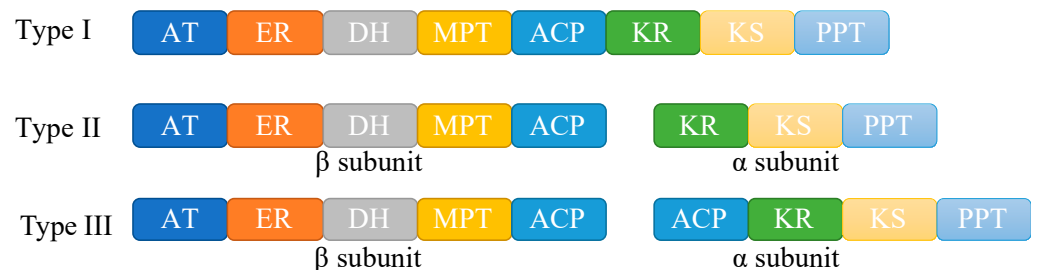 Type I AT ER DH MPT ACP KR KS PPT
Type II AT ER DH MPT ACP KR KS PPT
β subunit α subunit
Type III AT ER DH MPT ACP ACP KR KS PPT
β subunit α subunit